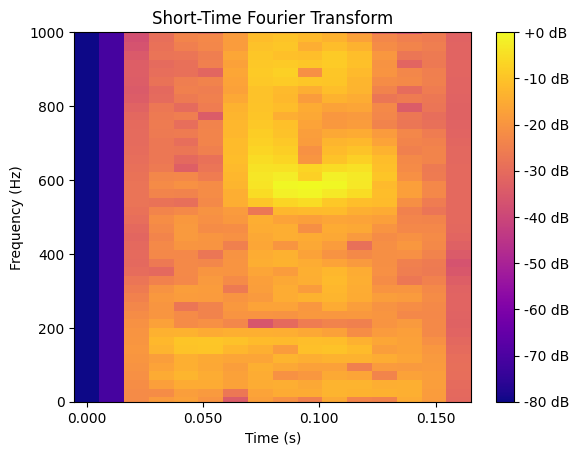 Short-Time Fourier Transform
1000
800
600
400
200
0
Frequency (Hz)
0.000
0.050
0.100
0.150
Time (s)
+0 dB
-10 dB
-20 dB
-30 dB
-40 dB
-50 dB
-60 dB
-70 dB
-80 dB